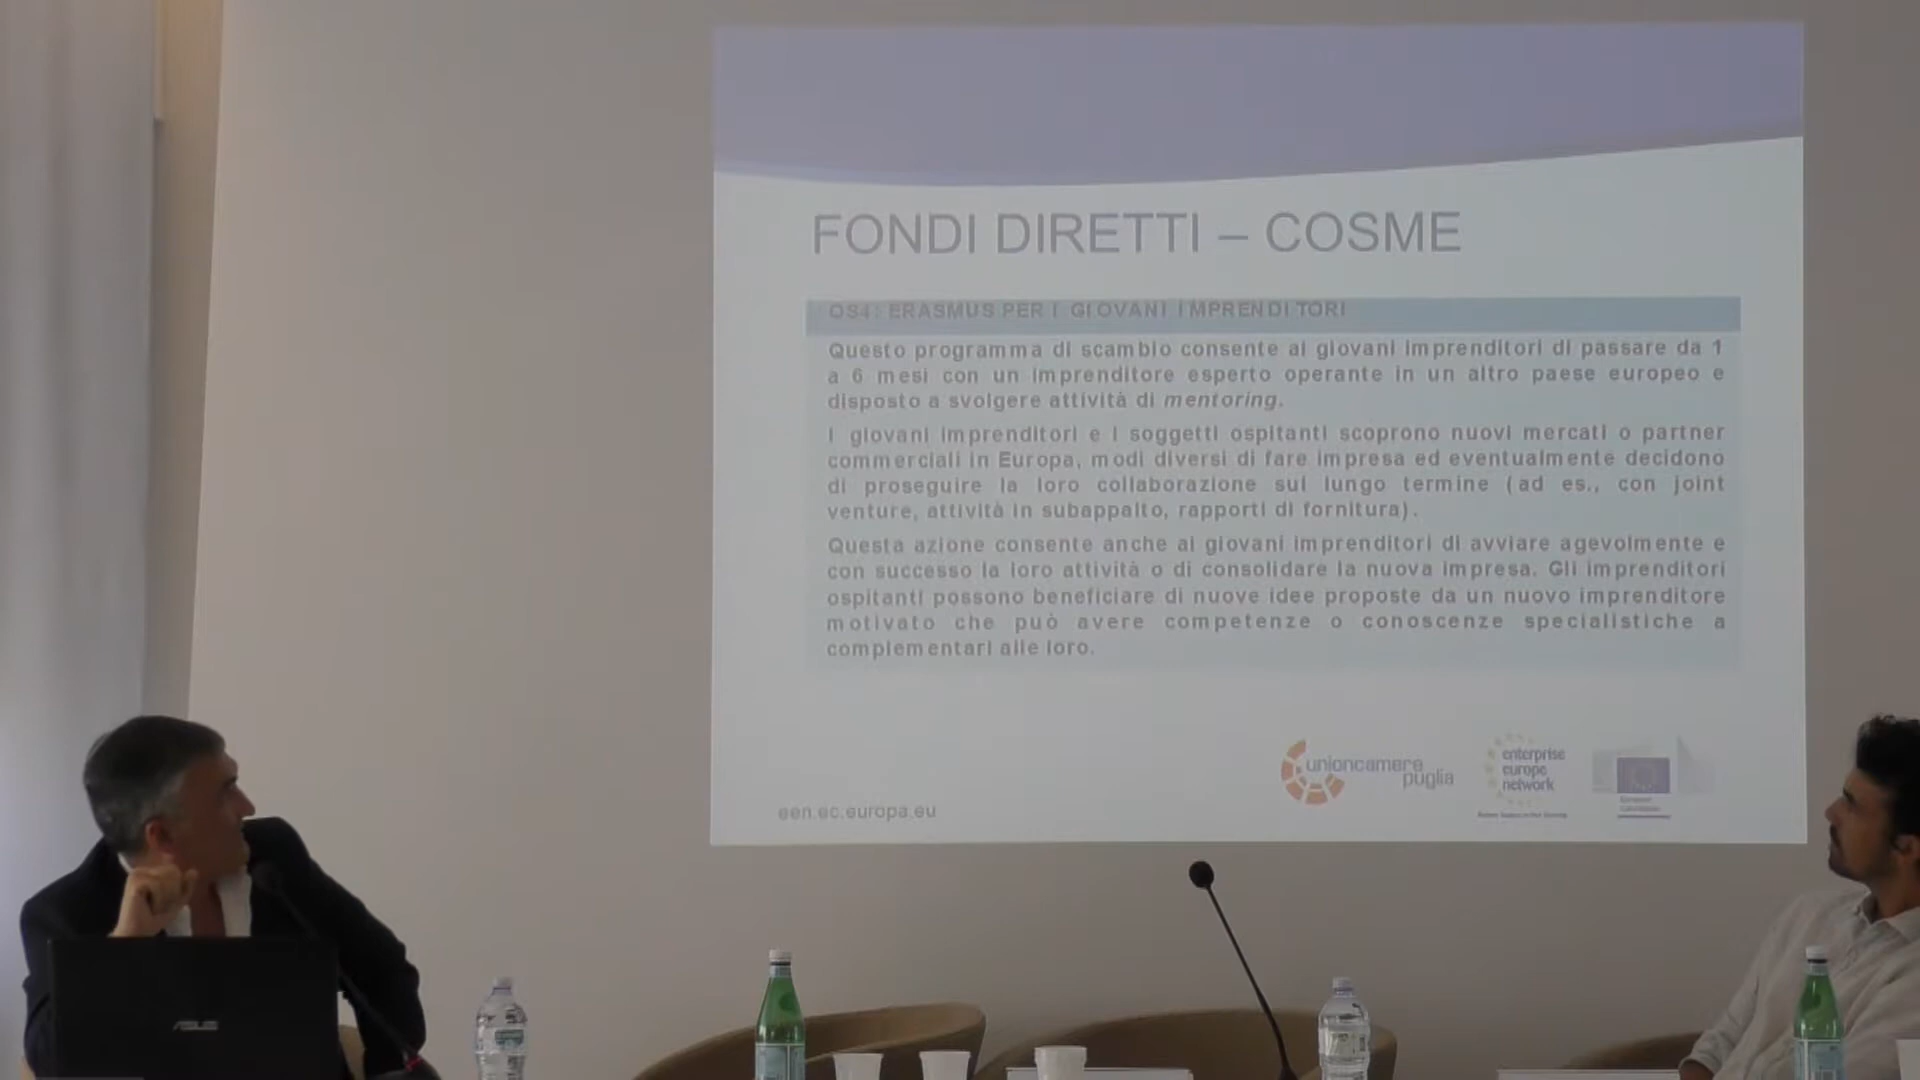 FONDI DIRETTI – COSME
OS4: ERASMUS PER I GIOVANI IMPRENDITORI
Questo programma di scambio consente ai giovani imprenditori di passare da 1
a 6 mesi con un imprenditore esperto operante in un altro paese europeo e
disposto a svolgere attività di mentoring.
I giovani imprenditori e i soggetti ospitanti scoprono nuovi mercati o partner
commerciali in Europa, modi diversi di fare impresa ed eventualmente decidono
di proseguire la loro collaborazione sul lungo termine (ad es., con joint
venture, attività in subappalto, rapporti di fornitura).
Questa azione consente anche ai giovani imprenditori di avviare agevolmente e
con successo la loro attività o di consolidare la nuova impresa. Gli imprenditori
ospitanti possono beneficiare di nuove idee proposte da un nuovo imprenditore
motivato che può avere competenze o conoscenze specialistiche a
complementari alle loro.
unioncamere
puglia
enterprise
europe
network
European
Commission
een.ec.europa.eu
ASUS